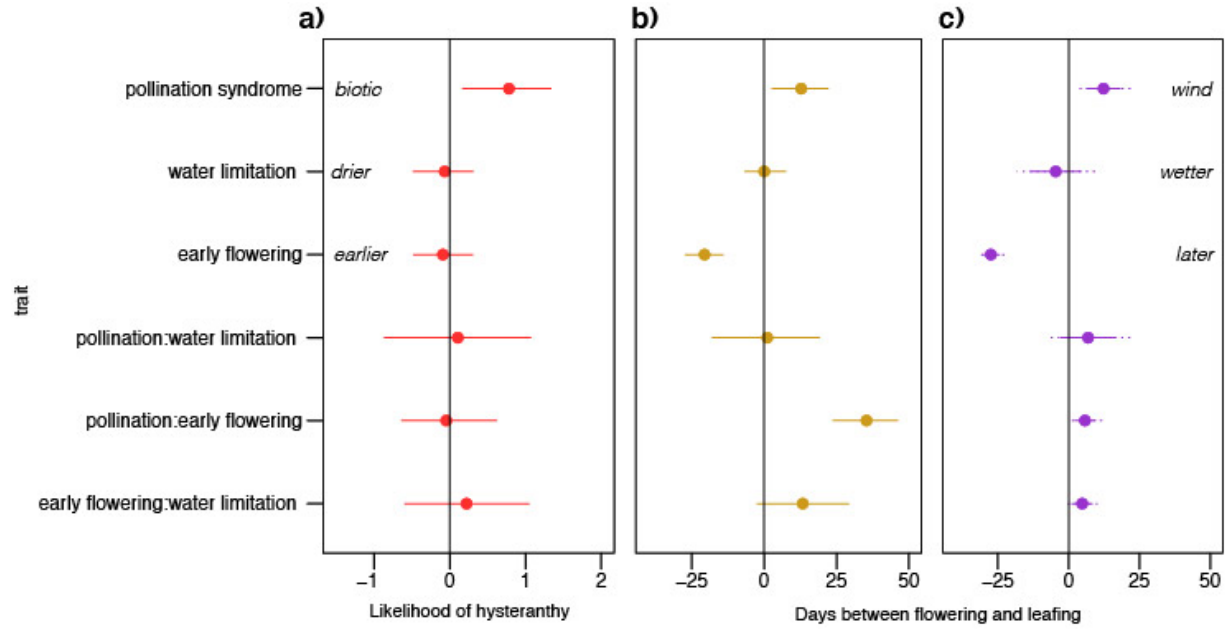 a) b) c)
pollination syndrome biotic wind
water limitation drier wetter
early flowering earlier later
trait
pollination:water limitation
pollination:early flowering
early flowering:water limitation
−1 0 1 2 −25 0 25 50 −25 0 25 50
Likelihood of hysteranthy Days between flowering and leafing